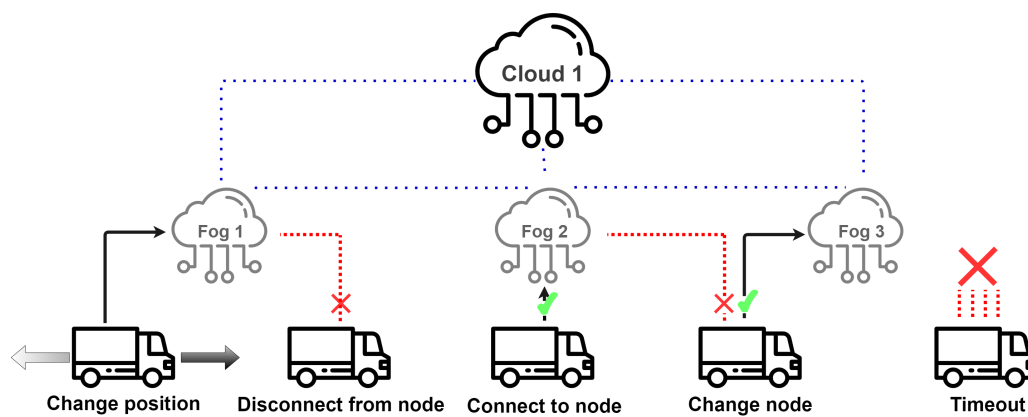 Cloud 1
Fog 1
Fog 2
Fog 3
Change position
Disconnect from node
Connect to node
Change node
Timeout